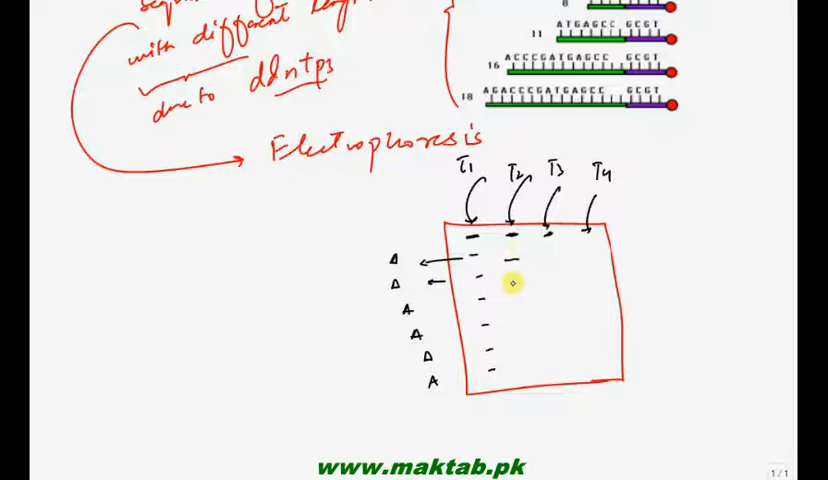 with different
due to ddntps
Electrophoresis
8
11 ATGAGCC GCGT
16 ACCCGATGAGCC GCGT
18 AGACCCGATGAGCC GCGT
T1 T2 T3 T4
A
A
A
A
A
A
www.maktab.pk
1/1